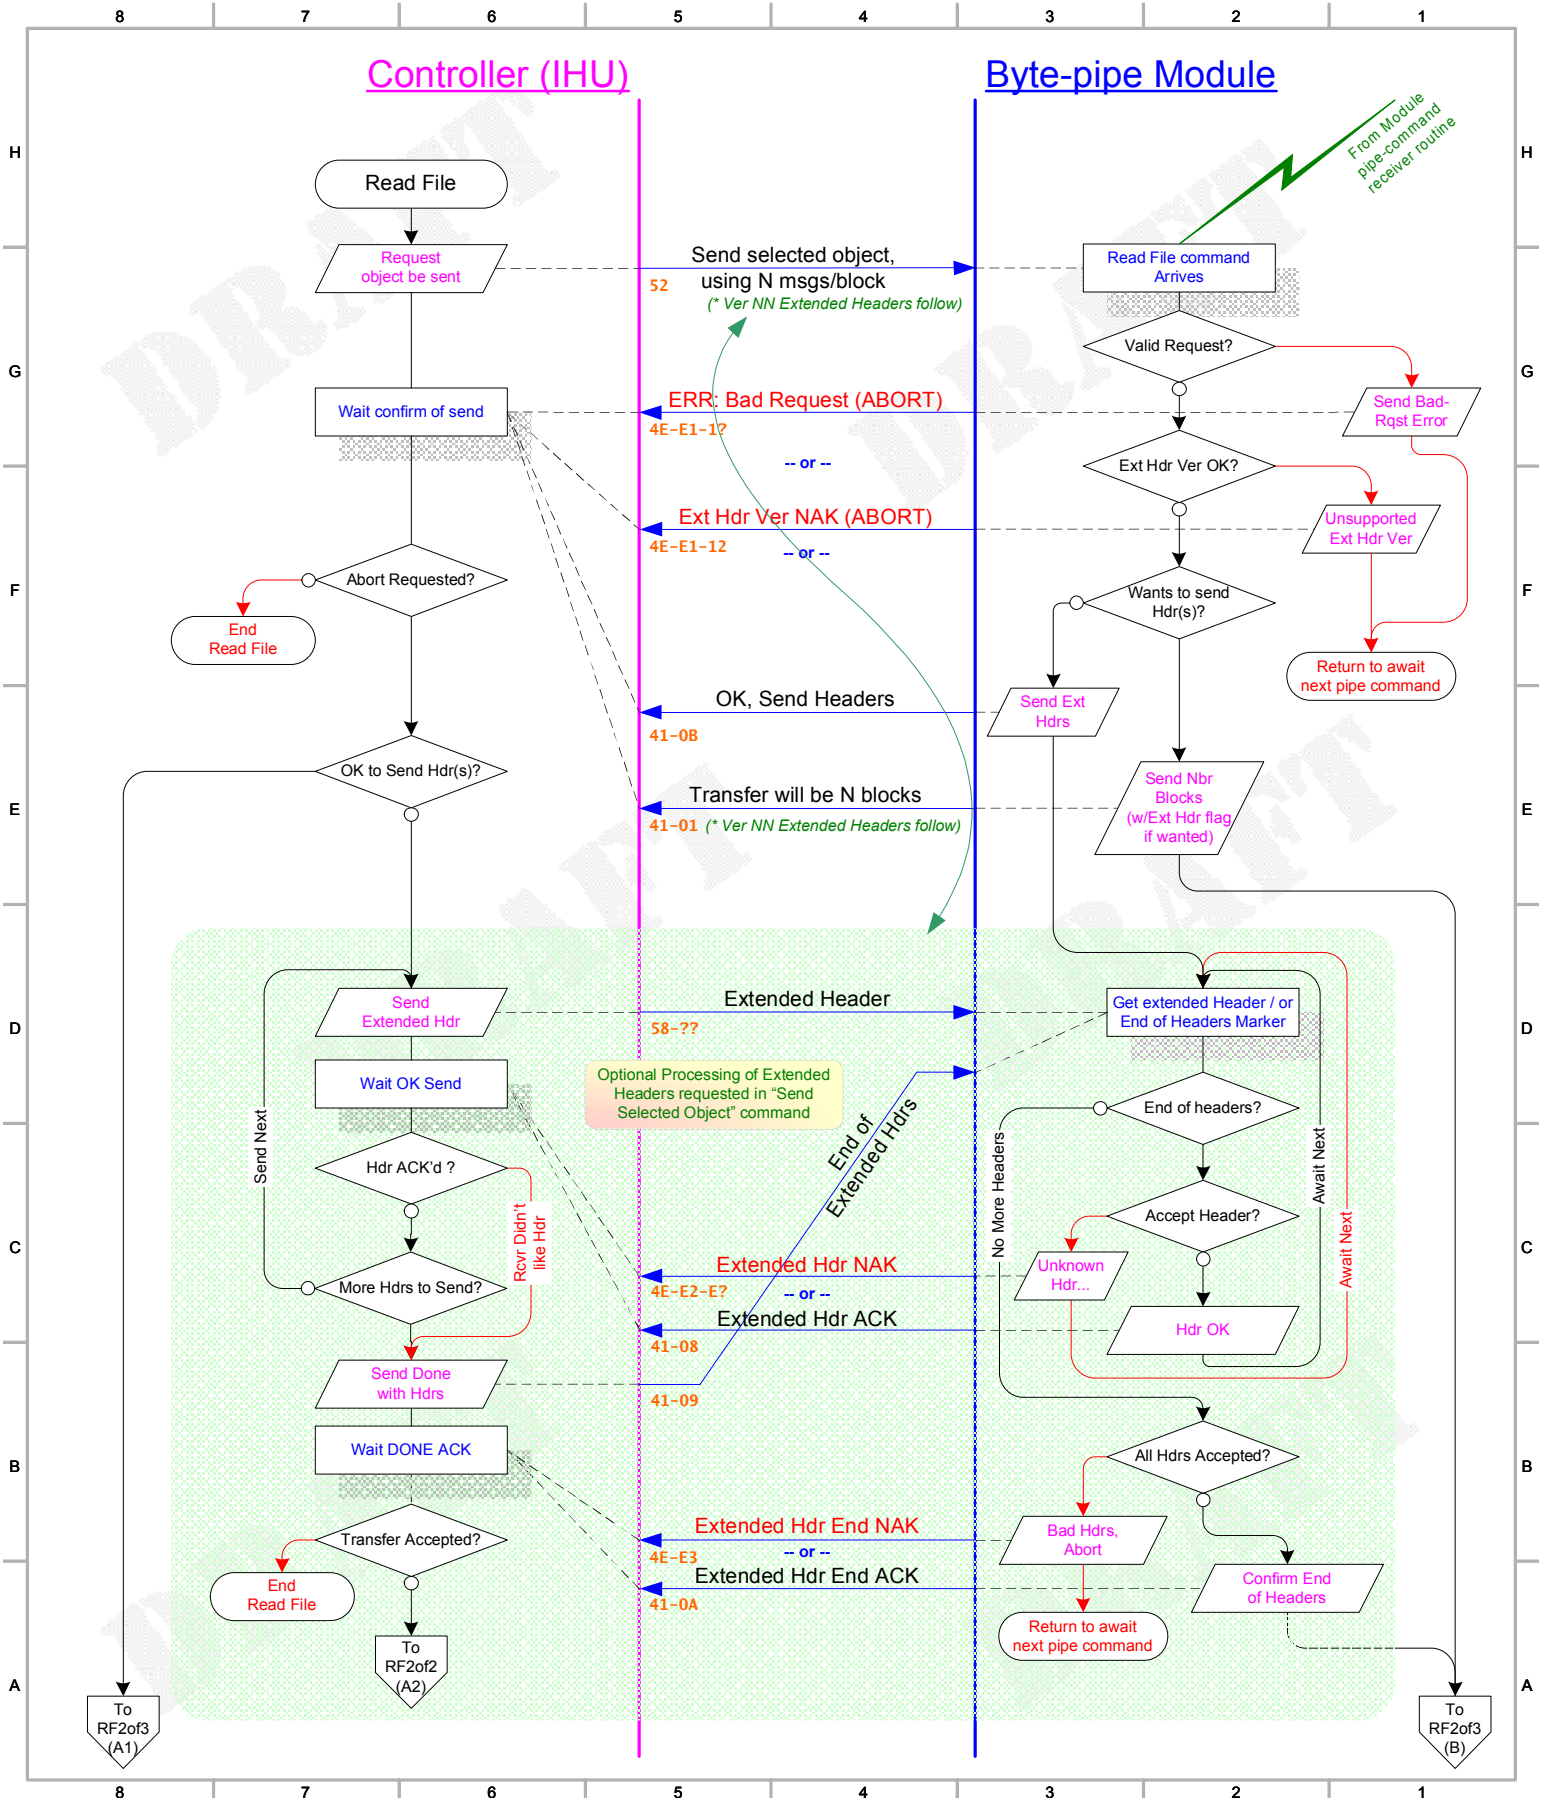 8 7 6 5 4 3 2 1
Controller (IHU)
Byte-pipe Module
From Module
pipe-command
receiver routine
H
H
Read File
Request
object be sent
Send selected object,
using N msgs/block
52
(* Ver NN Extended Headers follow)
Read File command
Arrives
Valid Request?
G
G
Wait confirm of send
ERR: Bad Request (ABORT)
4E-E1-1?
Send Bad-
Rqst Error
-- or --
Ext Hdr Ver OK?
Ext Hdr Ver NAK (ABORT)
4E-E1-12
-- or --
Unsupported
Ext Hdr Ver
F
F
Abort Requested?
End
Read File
Wants to send
Hdr(s)?
Return to await
next pipe command
OK, Send Headers
41-0B
Send Ext
Hdrs
OK to Send Hdr(s)?
Transfer will be N blocks
41-01
(* Ver NN Extended Headers follow)
Send Nbr
Blocks
(w/Ext Hdr flag
if wanted)
E
E
Send
Extended Hdr
Extended Header
58-??
Get extended Header / or
End of Headers Marker
D
D
Wait OK Send
Optional Processing of Extended
Headers requested in “Send
Selected Object” command
End of headers?
End of
Extended Hdrs
Send Next
Hdr ACK’d ?
Rcvr Didn’t
like Hdr
No More Headers
Await Next
Await Next
Accept Header?
C
C
More Hdrs to Send?
Extended Hdr NAK
4E-E2-E?
-- or --
Unknown
Hdr...
Extended Hdr ACK
41-08
Hdr OK
Send Done
with Hdrs
41-09
Wait DONE ACK
All Hdrs Accepted?
B
B
Transfer Accepted?
Extended Hdr End NAK
4E-E3
-- or --
Bad Hdrs,
Abort
End
Read File
Extended Hdr End ACK
41-0A
Confirm End
of Headers
Return to await
next pipe command
To
RF2of2
(A2)
A
A
To
RF2of3
(A1)
To
RF2of3
(B)
8 7 6 5 4 3 2 1
DRAFT
DRAFT
DRAFT
DRAFT